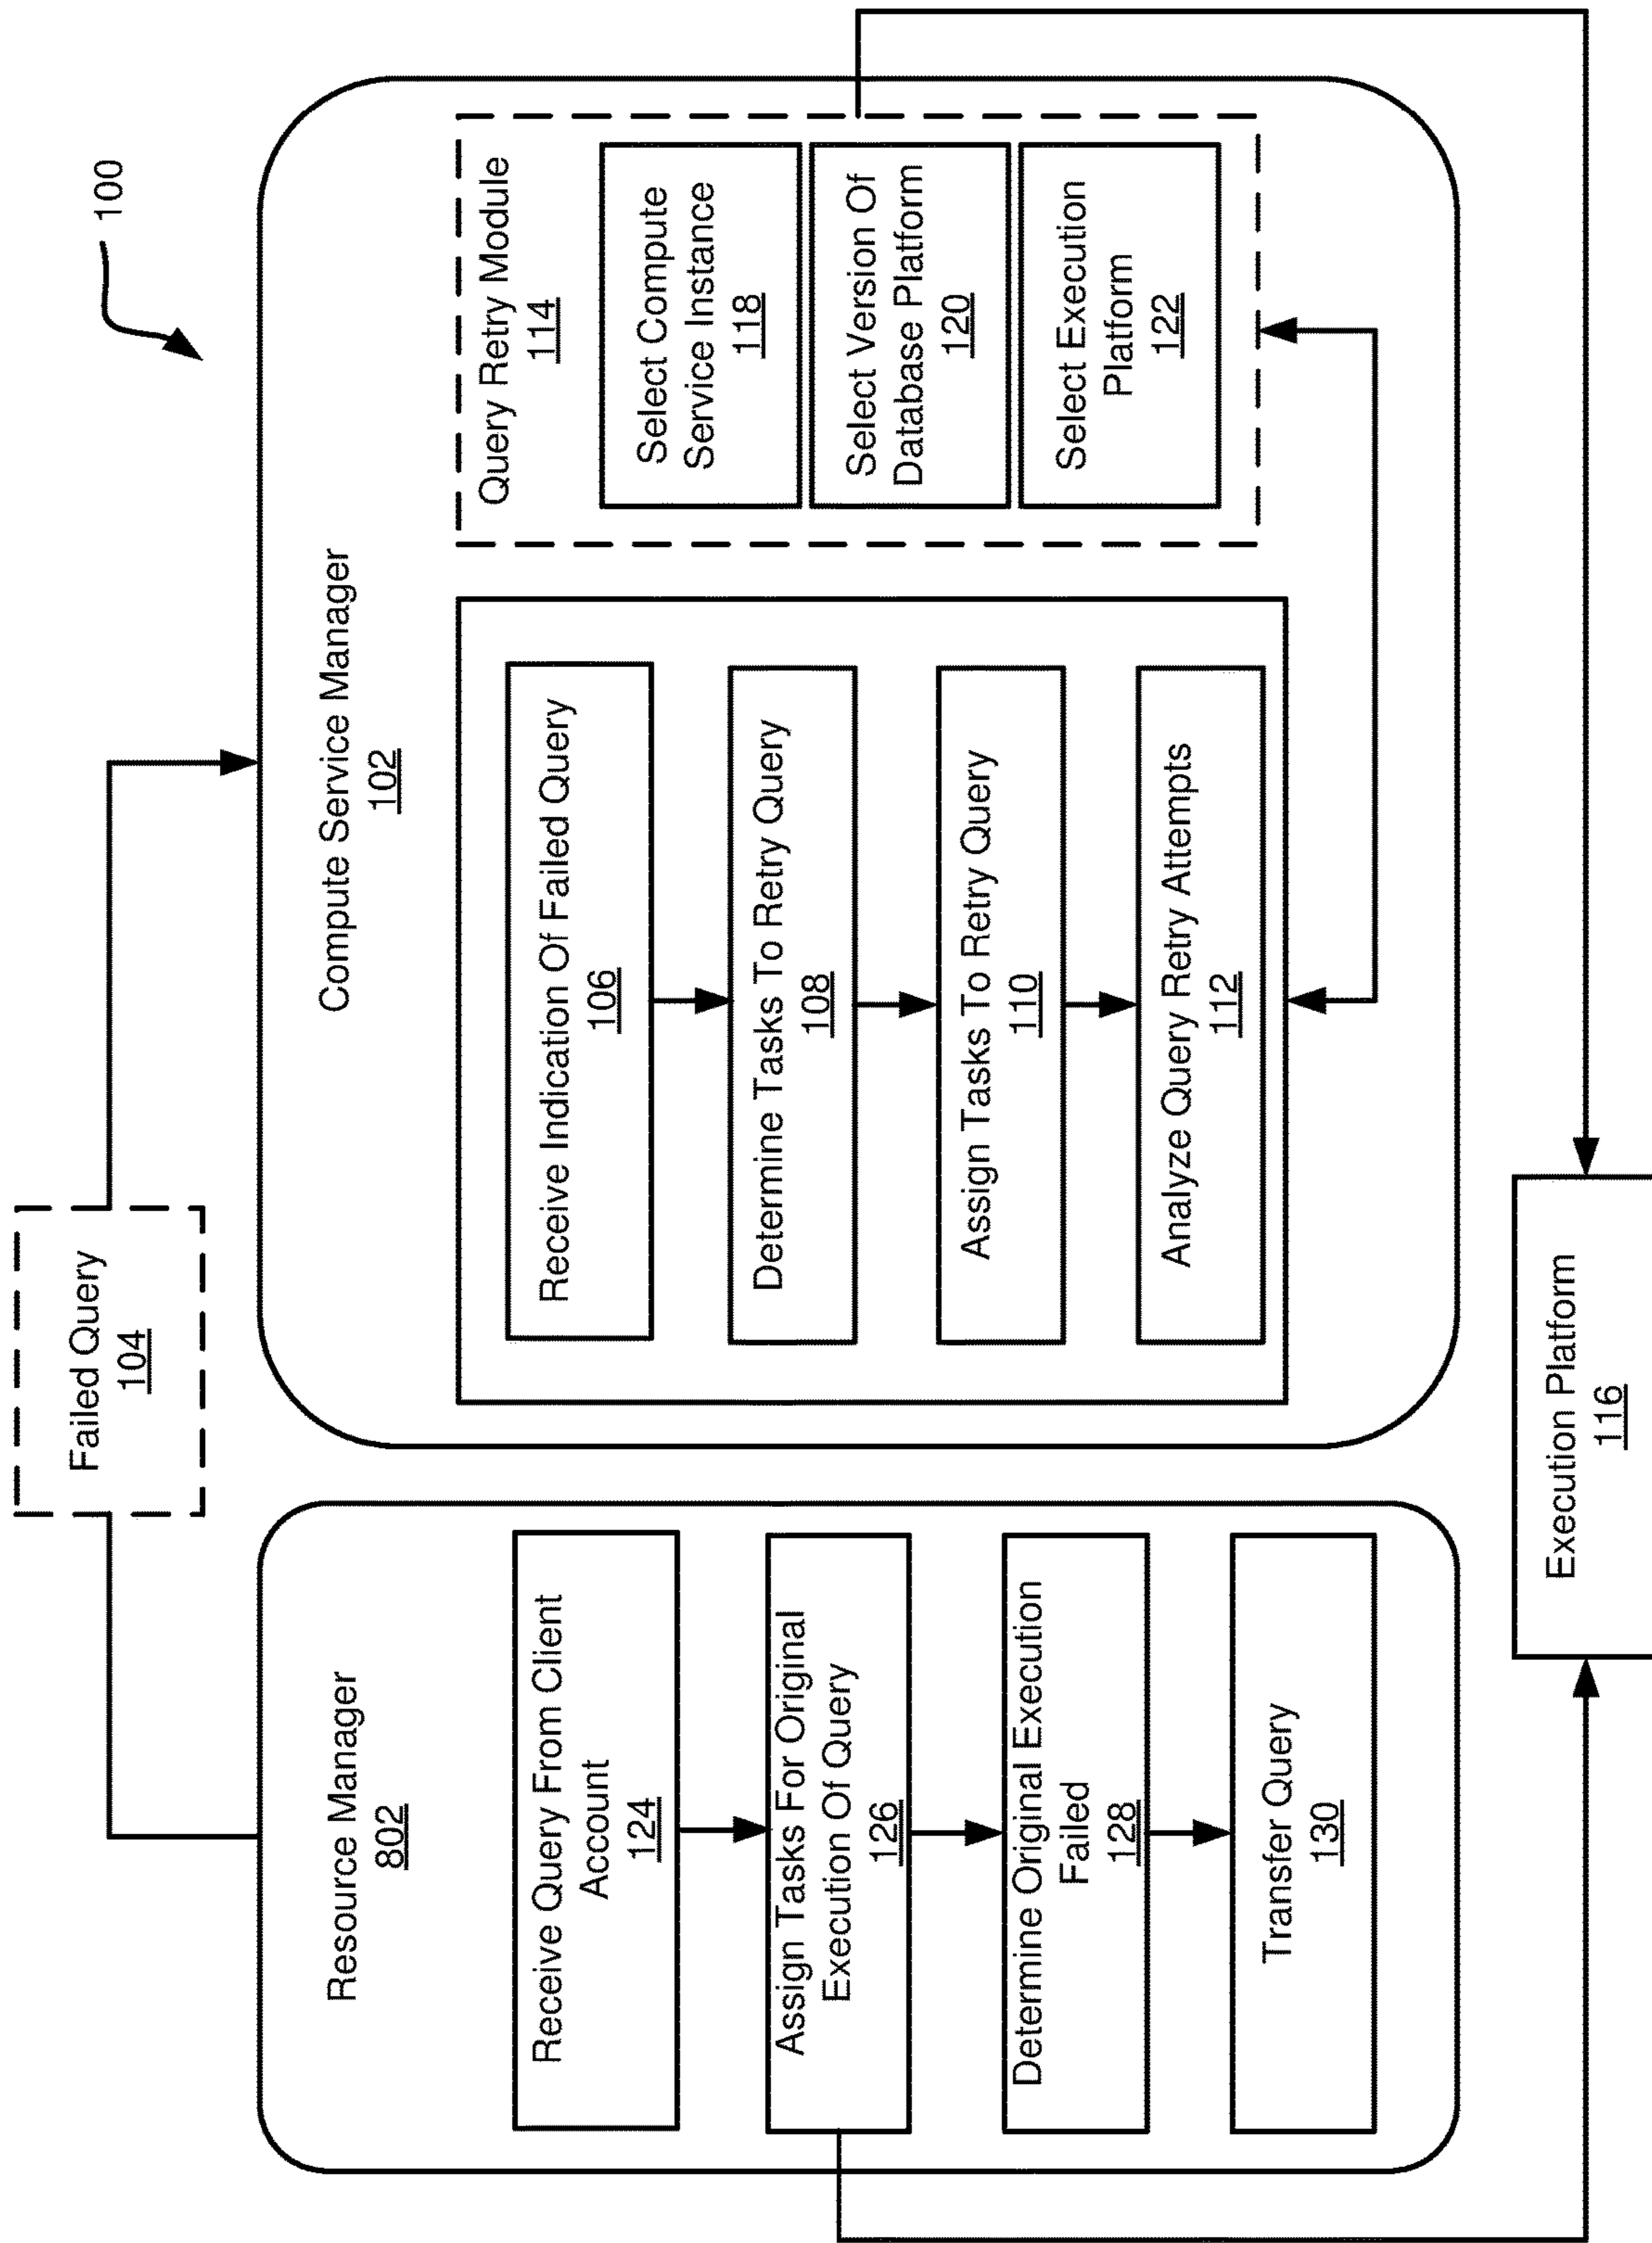 100
Failed Query
104
Resource Manager
802
Receive Query From Client
Account
124
Assign Tasks For Original
Execution Of Query
126
Determine Original Execution
Failed
128
Transfer Query
130
Compute Service Manager
102
Receive Indication Of Failed Query
106
Determine Tasks To Retry Query
108
Assign Tasks To Retry Query
110
Analyze Query Retry Attempts
112
Query Retry Module
114
Select Compute
Service Instance
118
Select Version Of
Database Platform
120
Select Execution
Platform
122
Execution Platform
116